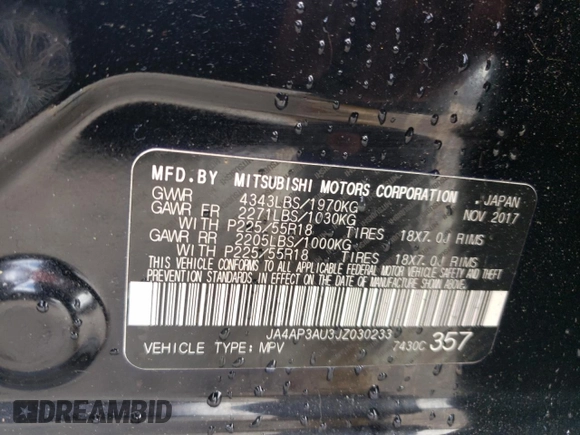 MFD.BY MITSUBISHI MOTORS CORPORATION JAPAN
GVWR 4343LBS/1970KG NOV 2017
GAWR FR 2271LBS/1030KG
WITH P225/55R18 TIRES 18X7.0J RIMS
GAWR RR 2205LBS/1000KG
WITH P225/55R18 TIRES 18X7.0J RIMS
THIS VEHICLE CONFORMS TO ALL APPLICABLE FEDERAL MOTOR VEHICLE SAFETY AND THEFT
PREVENTION STANDARDS IN EFFECT ON THE DATE OF MANUFACTURE SHOWN ABOVE.
JA4AP3AU3JZ030233
VEHICLE TYPE:MPV 7430C 357
DREAMBID